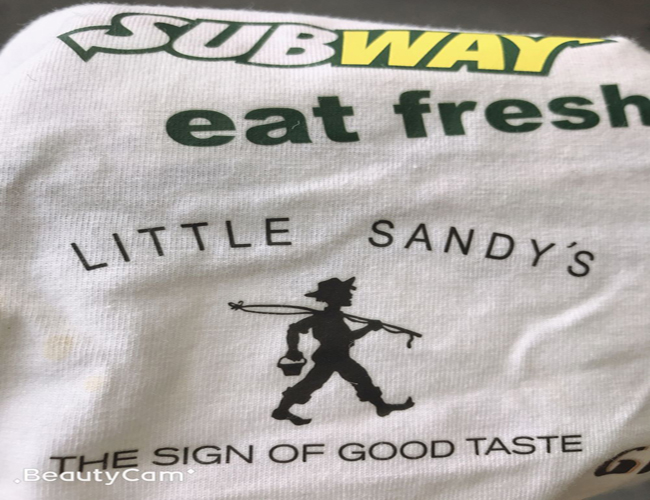 SUBWAY
eat fresh
LITTLE SANDY'S
THE SIGN OF GOOD TASTE
.BeautyCam